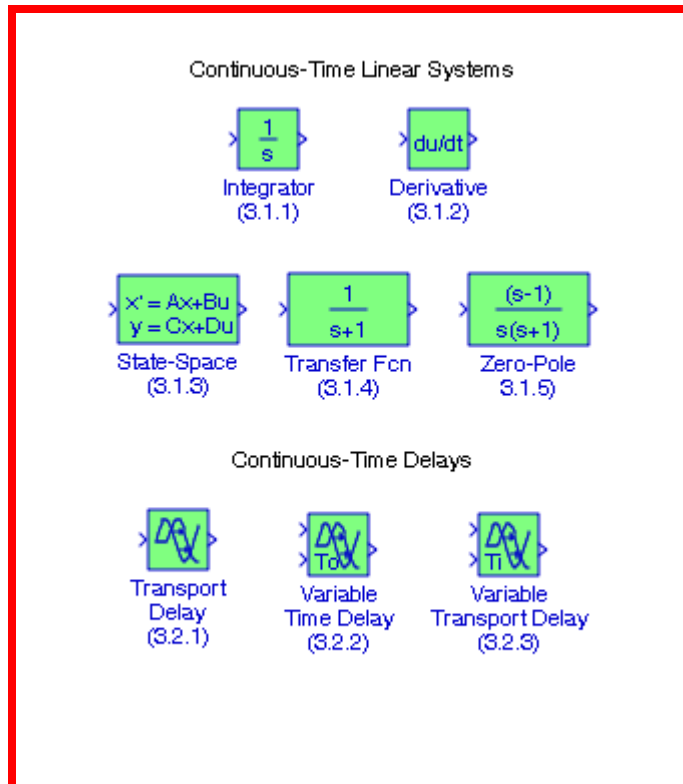 Continuous-Time Linear Systems
1
s
du/dt
Integrator
(3.1.1)
Derivative
(3.1.2)
x' = Ax+Bu
y = Cx+Du
1
s+1
(s-1)
s(s+1)
State-Space
(3.1.3)
Transfer Fcn
(3.1.4)
Zero-Pole
3.1.5)
Continuous-Time Delays
To
Ti
Transport
Delay
(3.2.1)
Variable
Time Delay
(3.2.2)
Variable
Transport Delay
(3.2.3)